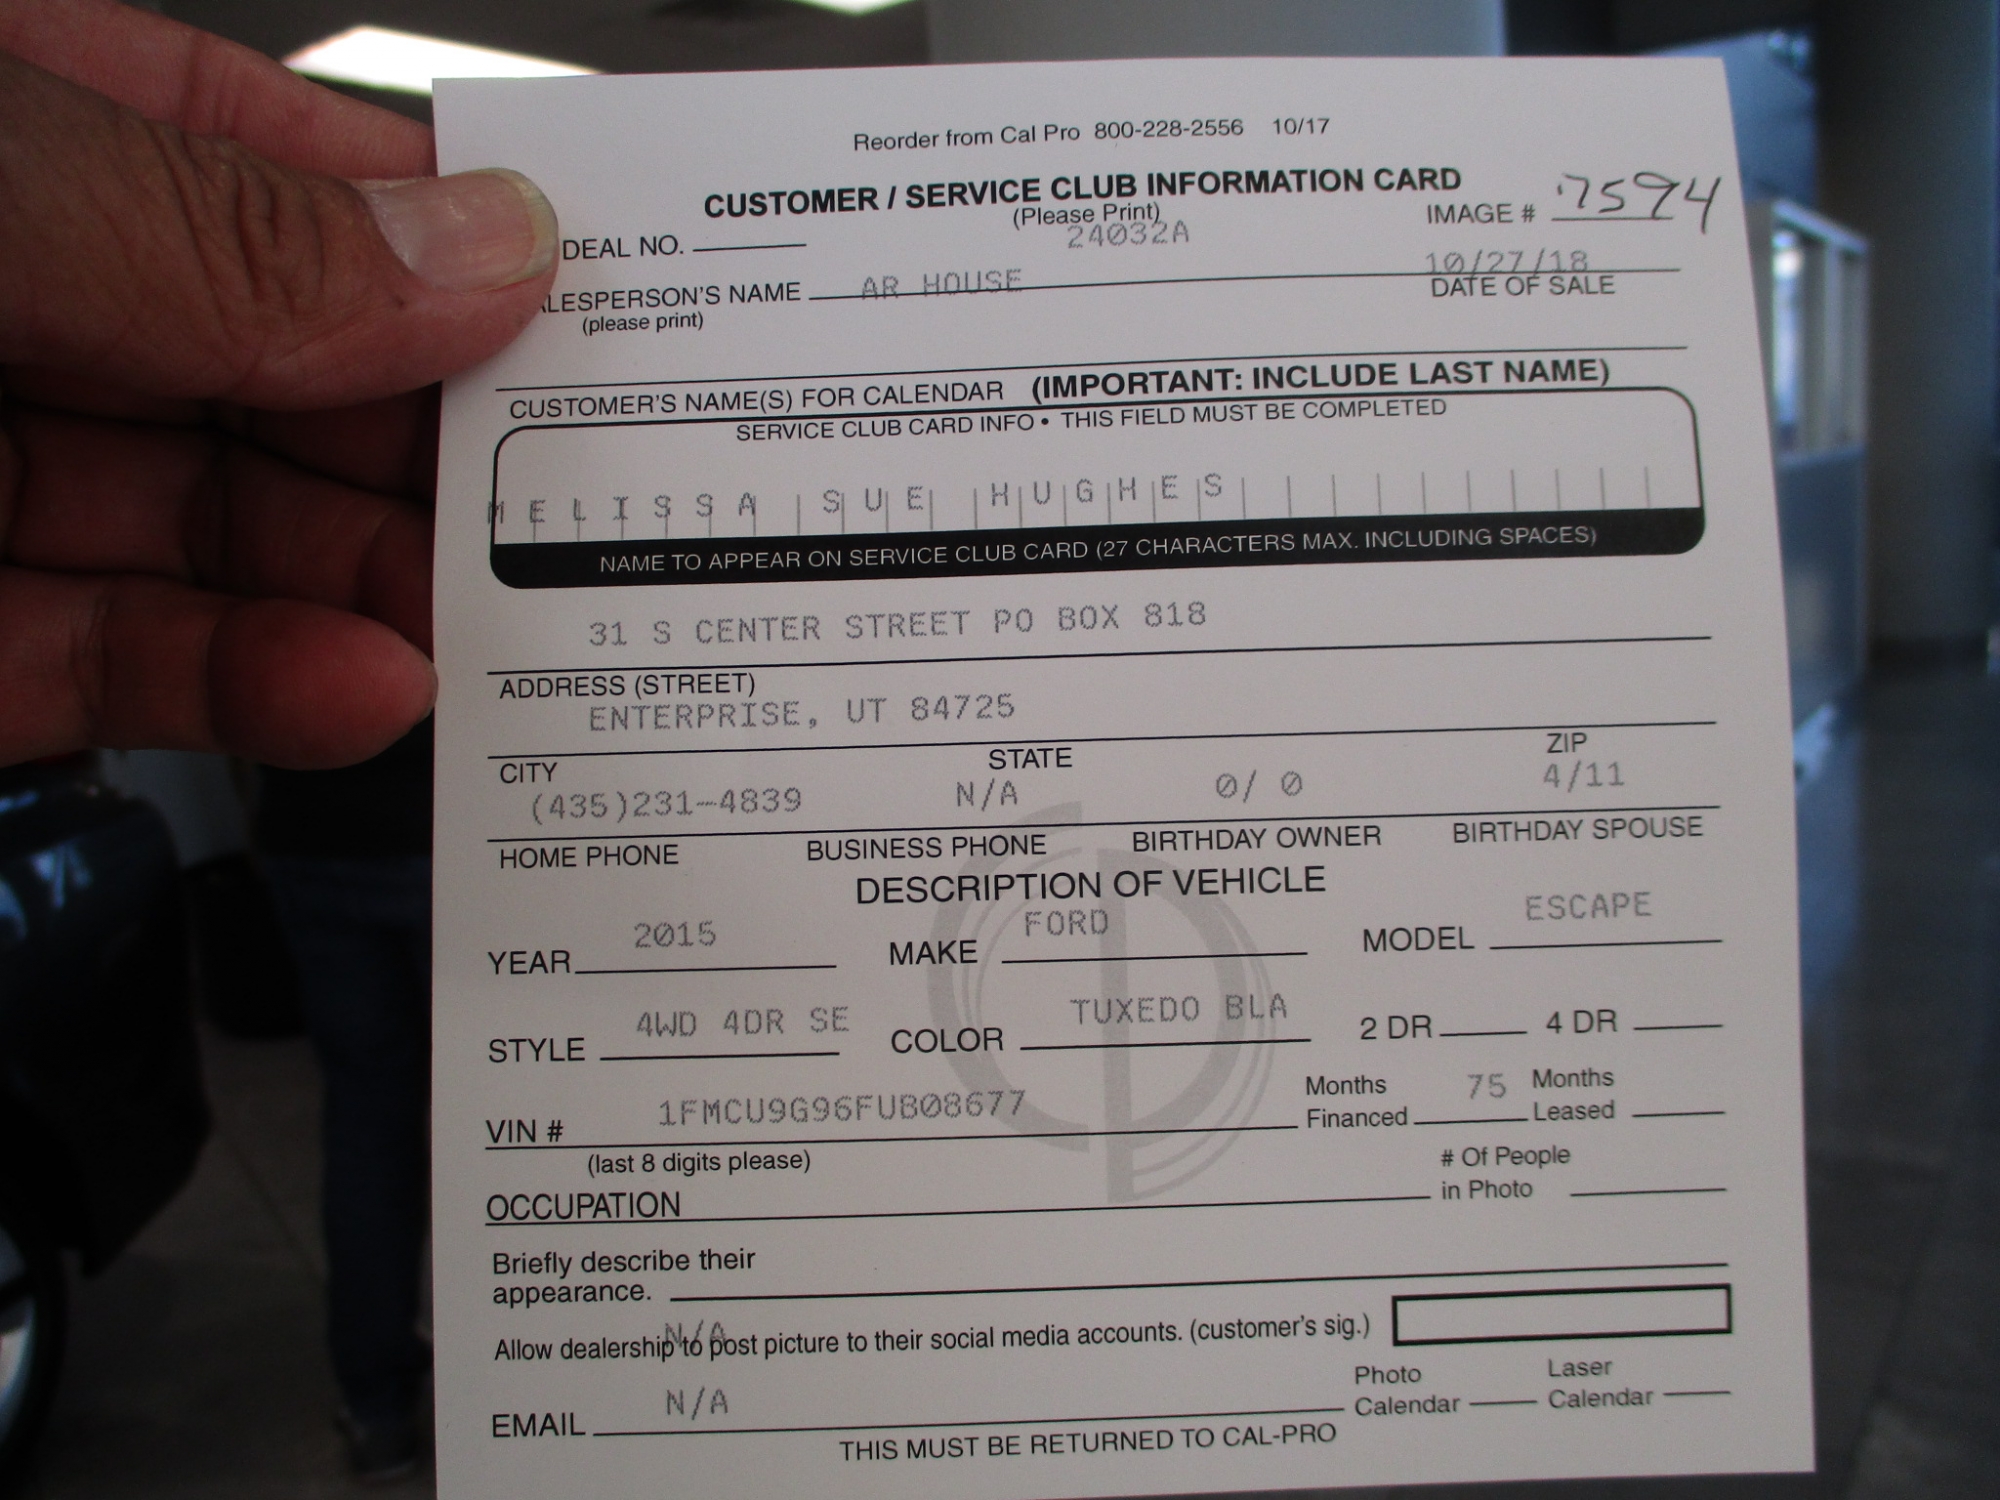 Reorder from Cal Pro 800-228-2556 10/17
CUSTOMER / SERVICE CLUB INFORMATION CARD
(Please Print)
IMAGE # 7594
DEAL NO. 24032A
10/27/18
LESPERSON'S NAME AR HOUSE
DATE OF SALE
(please print)
CUSTOMER'S NAME(S) FOR CALENDAR (IMPORTANT: INCLUDE LAST NAME)
SERVICE CLUB CARD INFO • THIS FIELD MUST BE COMPLETED
MELISSA SUE HUGHES
NAME TO APPEAR ON SERVICE CLUB CARD (27 CHARACTERS MAX. INCLUDING SPACES)
31 S CENTER STREET PO BOX 818
ADDRESS (STREET)
ENTERPRISE, UT 84725
CITY STATE ZIP
(435)231-4839 N/A 0/ 0 4/11
HOME PHONE BUSINESS PHONE BIRTHDAY OWNER BIRTHDAY SPOUSE
DESCRIPTION OF VEHICLE
YEAR 2015 MAKE FORD MODEL ESCAPE
STYLE 4WD 4DR SE COLOR TUXEDO BLA 2 DR 4 DR
VIN # 1FMCU9G96FUB08677 Months Financed 75 Months Leased
(last 8 digits please)
# Of People in Photo
OCCUPATION
Briefly describe their
appearance.
N/A
Allow dealership to post picture to their social media accounts. (customer's sig.)
EMAIL N/A Photo Calendar Laser Calendar
THIS MUST BE RETURNED TO CAL-PRO